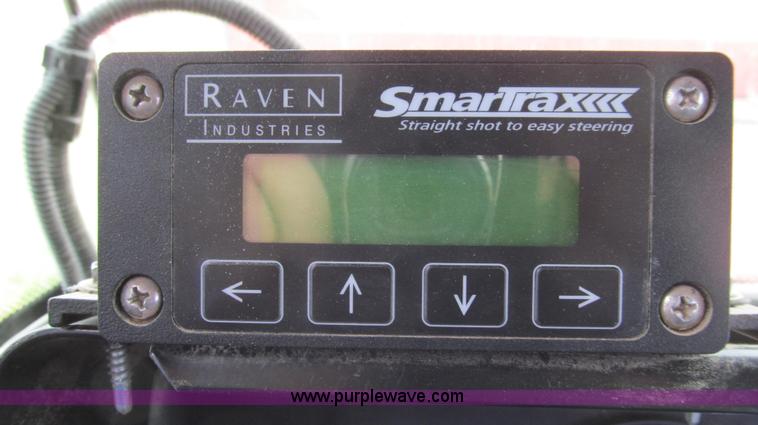 RAVEN
INDUSTRIES
SmarTrax
Straight shot to easy steering
www.purplewave.com